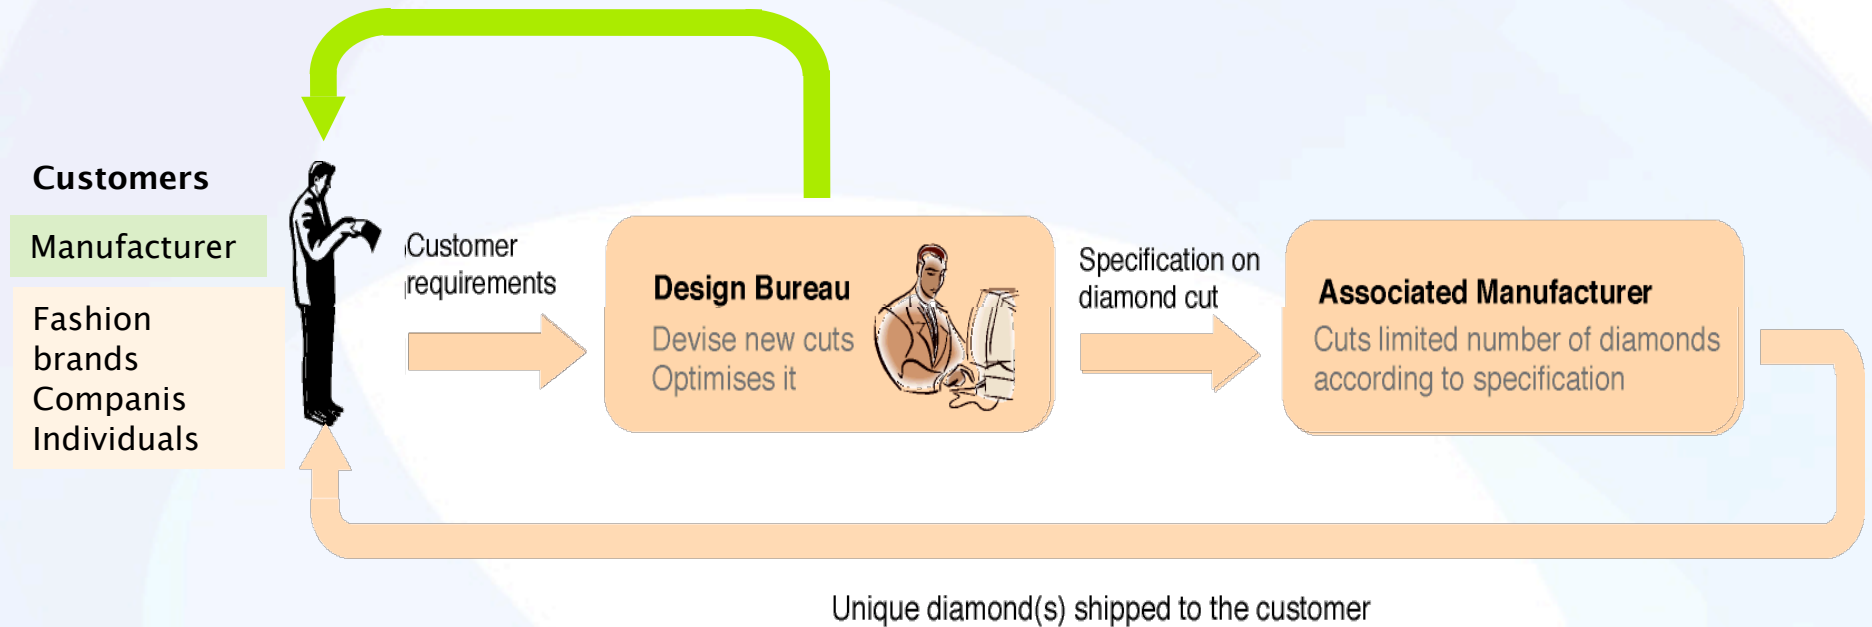 Customers
Manufacturer
Fashion
brands
Companis
Individuals
Customer
requirements
Design Bureau
Devise new cuts
Optimises it
Specification on
diamond cut
Associated Manufacturer
Cuts limited number of diamonds
according to specification
Unique diamond(s) shipped to the customer